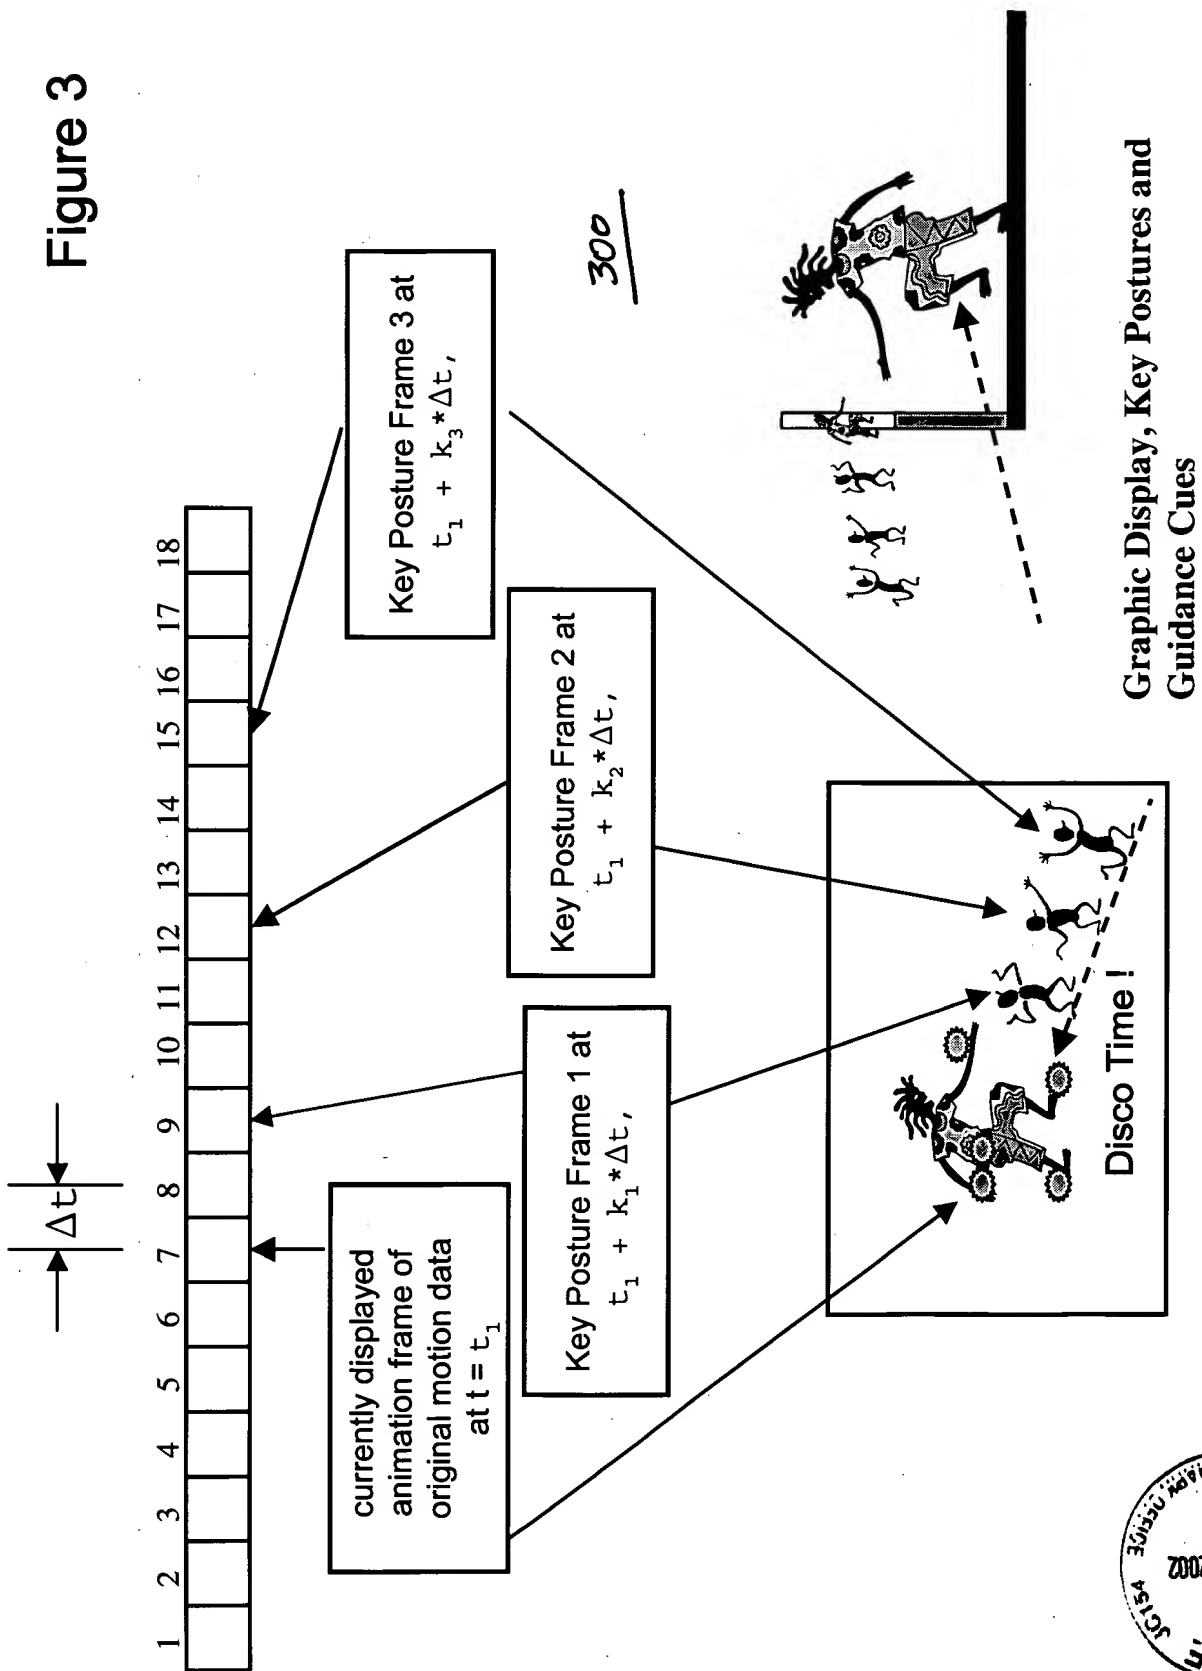 Figure 3
Δt
1 2 3 4 5 6 7 8 9 10 11 12 13 14 15 16 17 18
currently displayed
animation frame of
original motion data
at t = t₁
Key Posture Frame 1 at
t₁ + k₁*Δt,
Key Posture Frame 2 at
t₁ + k₂*Δt,
Key Posture Frame 3 at
t₁ + k₃*Δt,
300
Disco Time !
Graphic Display, Key Postures and
Guidance Cues
JC154
OFFICE
2002